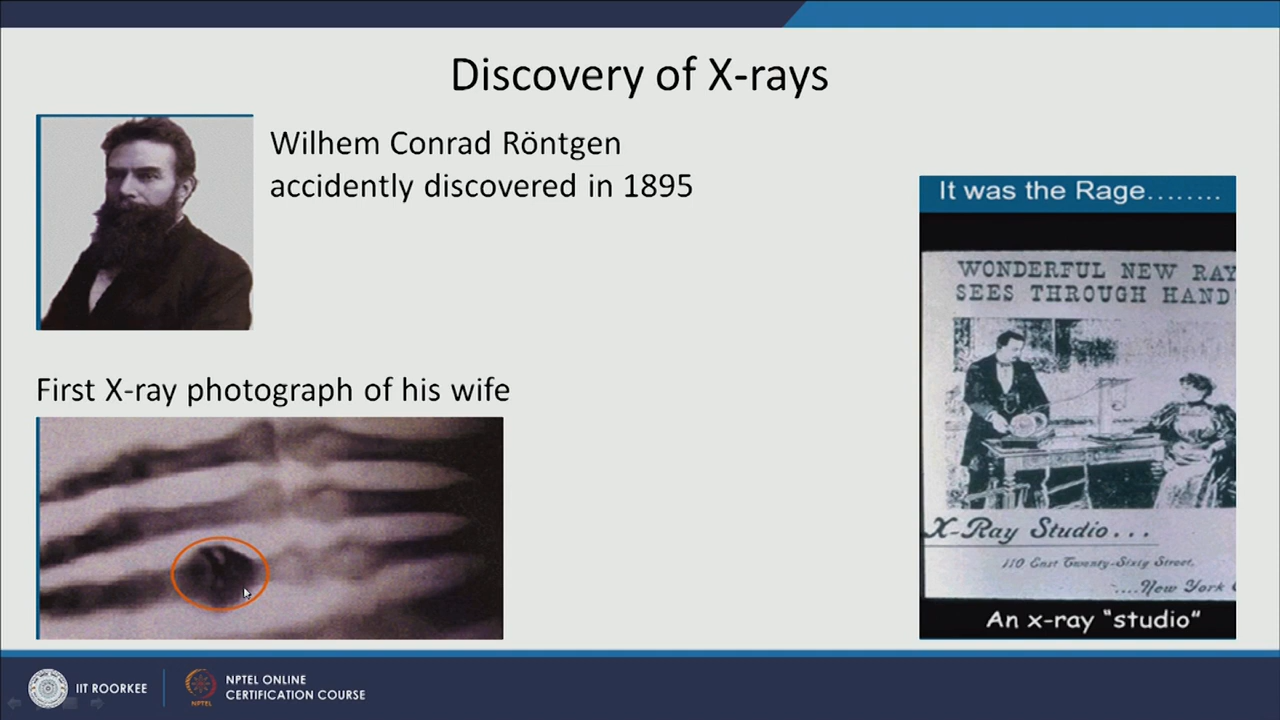 Discovery of X-rays
Wilhem Conrad Röntgen
accidently discovered in 1895
First X-ray photograph of his wife
It was the Rage........
WONDERFUL NEW RAY
SEES THROUGH HAND
X-Ray Studio...
110 East Twenty-Sixty Street,
....New York
An x-ray “studio”
IIT ROORKEE
NPTEL
NPTEL ONLINE
CERTIFICATION COURSE